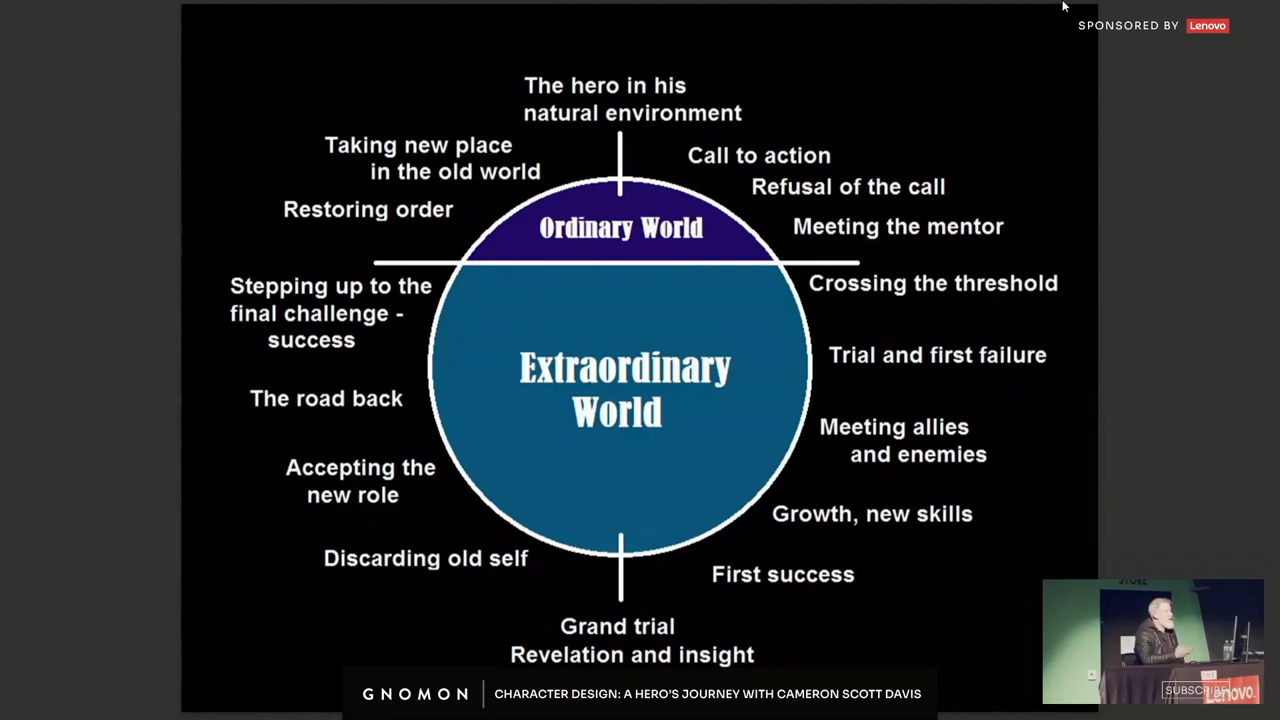 SPONSORED BY Lenovo
The hero in his
natural environment
Call to action
Refusal of the call
Meeting the mentor
Crossing the threshold
Trial and first failure
Meeting allies
and enemies
Growth, new skills
First success
Grand trial
Revelation and insight
Discarding old self
Accepting the
new role
The road back
Stepping up to the
final challenge -
success
Restoring order
Taking new place
in the old world
Ordinary World
Extraordinary
World
GNOMON
CHARACTER DESIGN: A HERO'S JOURNEY WITH CAMERON SCOTT DAVIS
SUBSCRIBE
Lenovo